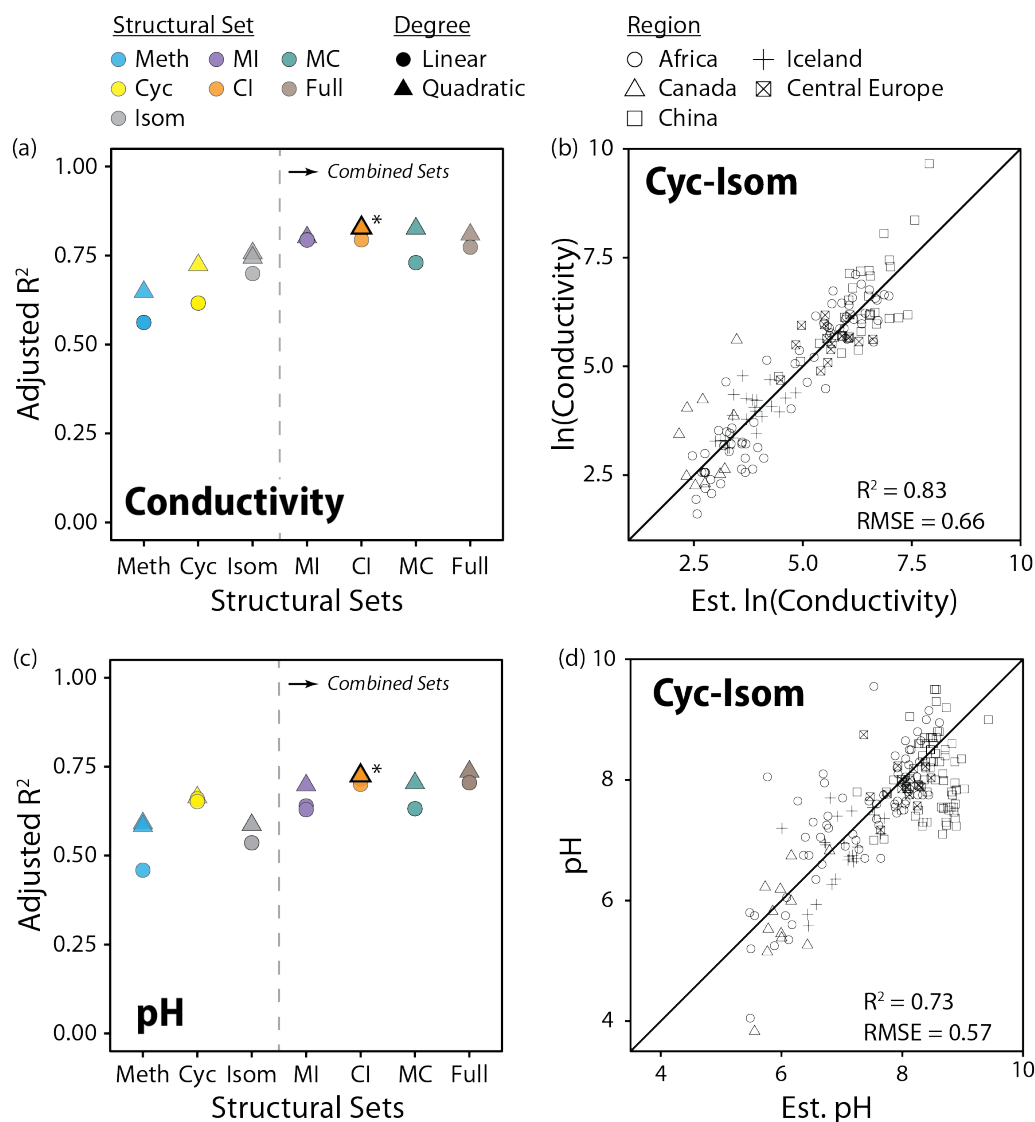 Structural Set Degree Region
Meth MI MC Linear Africa Iceland
Cyc CI Full Quadratic Canada Central Europe
Isom China
(a)
1.00
0.75
0.50
0.25
0.00
Adjusted R²
Combined Sets
*
Conductivity
Meth Cyc Isom MI CI MC Full
Structural Sets
(b)
10
7.5
5.0
2.5
ln(Conductivity)
Cyc-Isom
R² = 0.83
RMSE = 0.66
2.5 5.0 7.5 10
Est. ln(Conductivity)
(c)
1.00
0.75
0.50
0.25
0.00
Adjusted R²
Combined Sets
*
pH
Meth Cyc Isom MI CI MC Full
Structural Sets
(d)
10
8
6
4
pH
Cyc-Isom
R² = 0.73
RMSE = 0.57
4 6 8 10
Est. pH